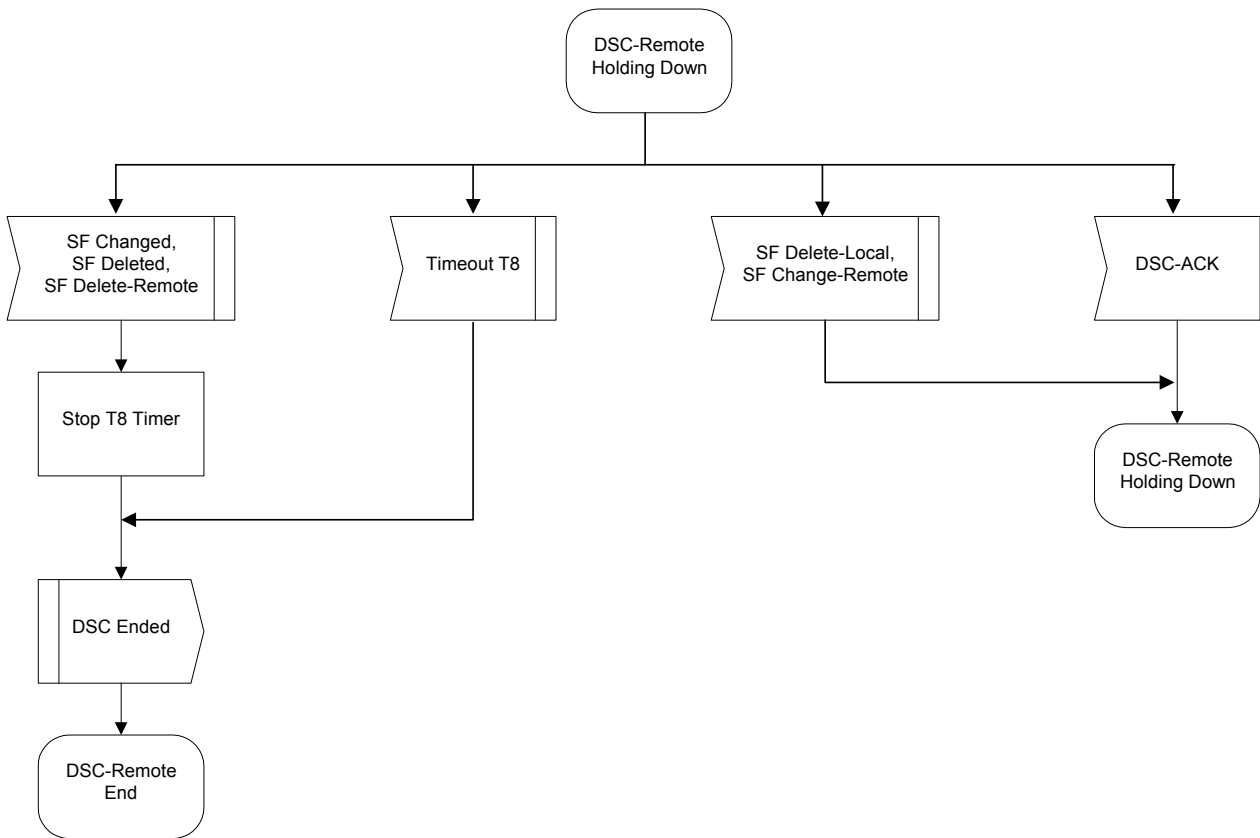 DSC-Remote
Holding Down
SF Changed,
SF Deleted,
SF Delete-Remote
Timeout T8
SF Delete-Local,
SF Change-Remote
DSC-ACK
Stop T8 Timer
DSC-Remote
Holding Down
DSC Ended
DSC-Remote
End